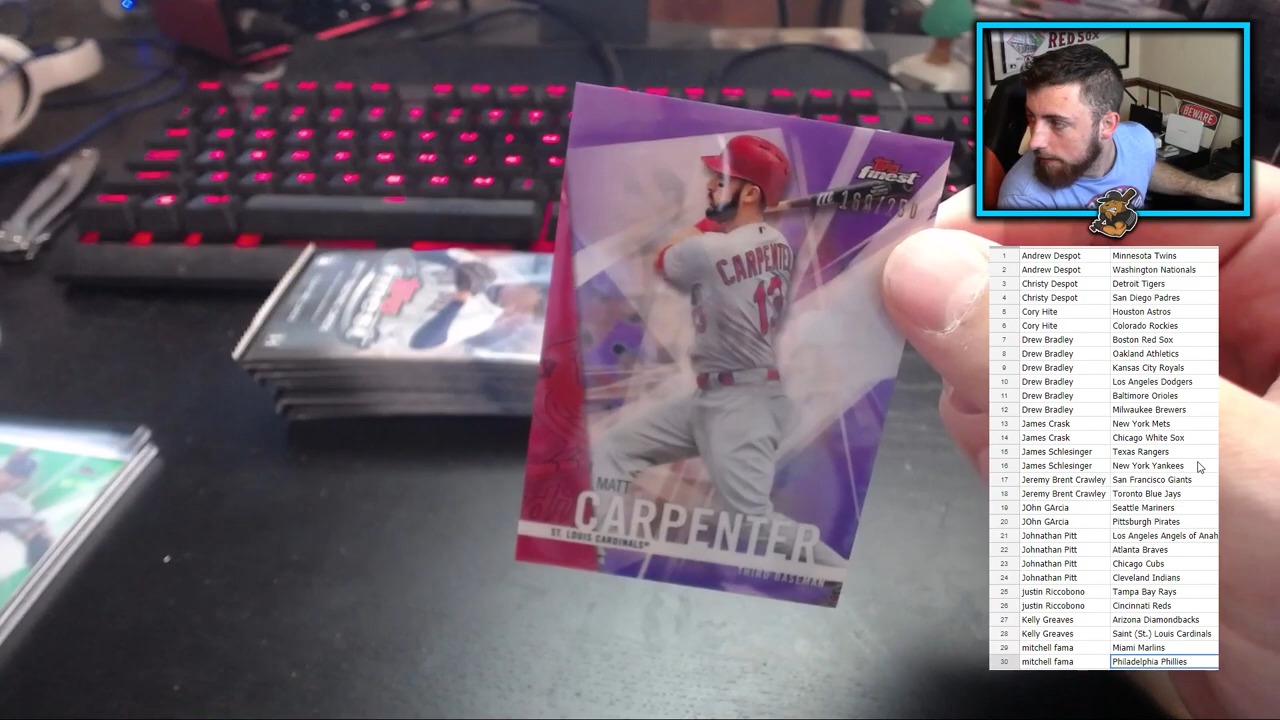 RED SOX
BEWARE
Topps
finest
169/250
CARPENTER
13
MATT
CARPENTER
ST. LOUIS CARDINALS®
THIRD BASEMAN
finest
1 Andrew Despot Minnesota Twins
2 Andrew Despot Washington Nationals
3 Christy Despot Detroit Tigers
4 Christy Despot San Diego Padres
5 Cory Hite Houston Astros
6 Cory Hite Colorado Rockies
7 Drew Bradley Boston Red Sox
8 Drew Bradley Oakland Athletics
9 Drew Bradley Kansas City Royals
10 Drew Bradley Los Angeles Dodgers
11 Drew Bradley Baltimore Orioles
12 Drew Bradley Milwaukee Brewers
13 James Crask New York Mets
14 James Crask Chicago White Sox
15 James Schlesinger Texas Rangers
16 James Schlesinger New York Yankees
17 Jeremy Brent Crawley San Francisco Giants
18 Jeremy Brent Crawley Toronto Blue Jays
19 JOhn GArcia Seattle Mariners
20 JOhn GArcia Pittsburgh Pirates
21 Johnathan Pitt Los Angeles Angels of Anah
22 Johnathan Pitt Atlanta Braves
23 Johnathan Pitt Chicago Cubs
24 Johnathan Pitt Cleveland Indians
25 justin Riccobono Tampa Bay Rays
26 justin Riccobono Cincinnati Reds
27 Kelly Greaves Arizona Diamondbacks
28 Kelly Greaves Saint (St.) Louis Cardinals
29 mitchell fama Miami Marlins
30 mitchell fama Philadelphia Phillies